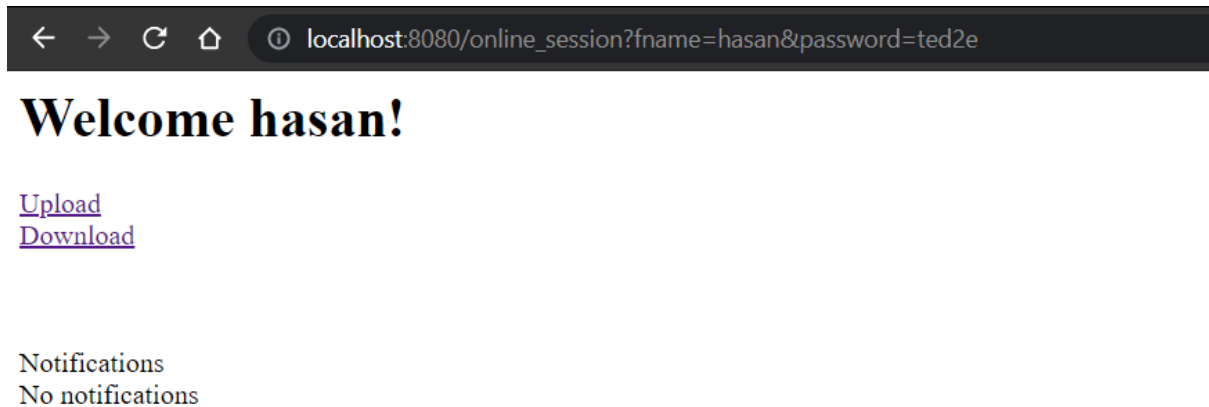 localhost:8080/online_session?fname=hasan&password=ted2e
Welcome hasan!
Upload
Download
Notifications
No notifications